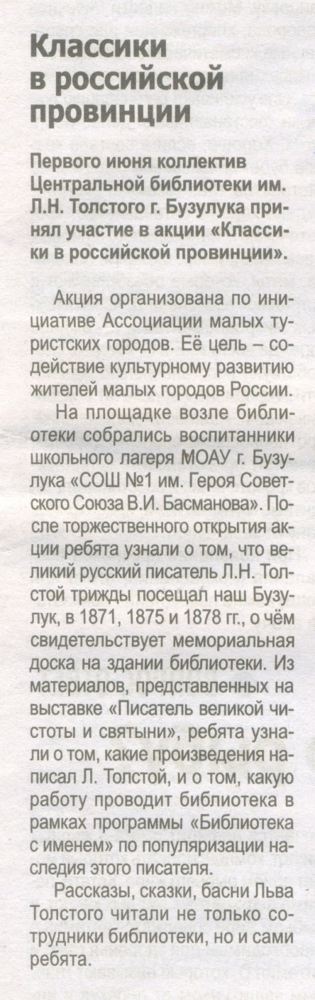 Классики
в российской
провинции
Первого июня коллектив
Центральной библиотеки им.
Л.Н. Толстого г. Бузулука при-
нял участие в акции «Класси-
ки в российской провинции».
Акция организована по ини-
циативе Ассоциации малых ту-
ристских городов. Её цель – со-
действие культурному развитию
жителей малых городов России.
На площадке возле библи-
отеки собрались воспитанники
школьного лагеря МОАУ г. Бузу-
лука «СОШ №1 им. Героя Совет-
ского Союза В.И. Басманова». По-
сле торжественного открытия ак-
ции ребята узнали о том, что ве-
ликий русский писатель Л.Н. Тол-
стой трижды посещал наш Бузу-
лук, в 1871, 1875 и 1878 гг., о чём
свидетельствует мемориальная
доска на здании библиотеки. Из
материалов, представленных на
выставке «Писатель великой чи-
стоты и святыни», ребята узна-
ли о том, какие произведения на-
писал Л. Толстой, и о том, какую
работу проводит библиотека в
рамках программы «Библиотека
с именем» по популяризации на-
следия этого писателя.
Рассказы, сказки, басни Льва
Толстого читали не только со-
трудники библиотеки, но и сами
ребята.